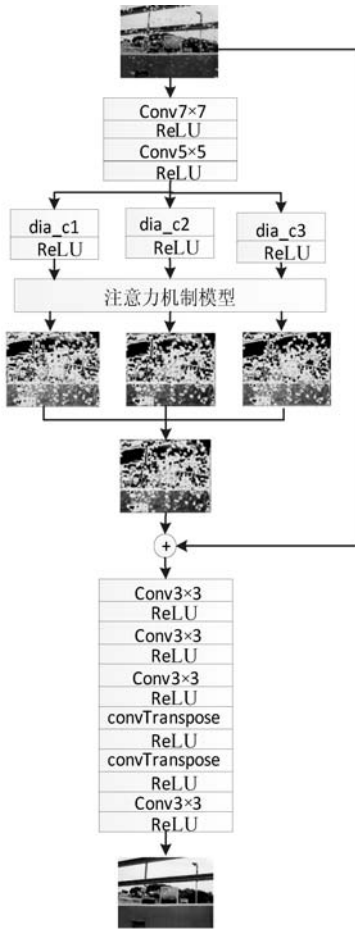 Conv7×7
ReLU
Conv5×5
ReLU
dia_c1
ReLU
dia_c2
ReLU
dia_c3
ReLU
注意力机制模型
+
Conv3×3
ReLU
Conv3×3
ReLU
Conv3×3
ReLU
convTranspose
ReLU
convTranspose
ReLU
Conv3×3
ReLU